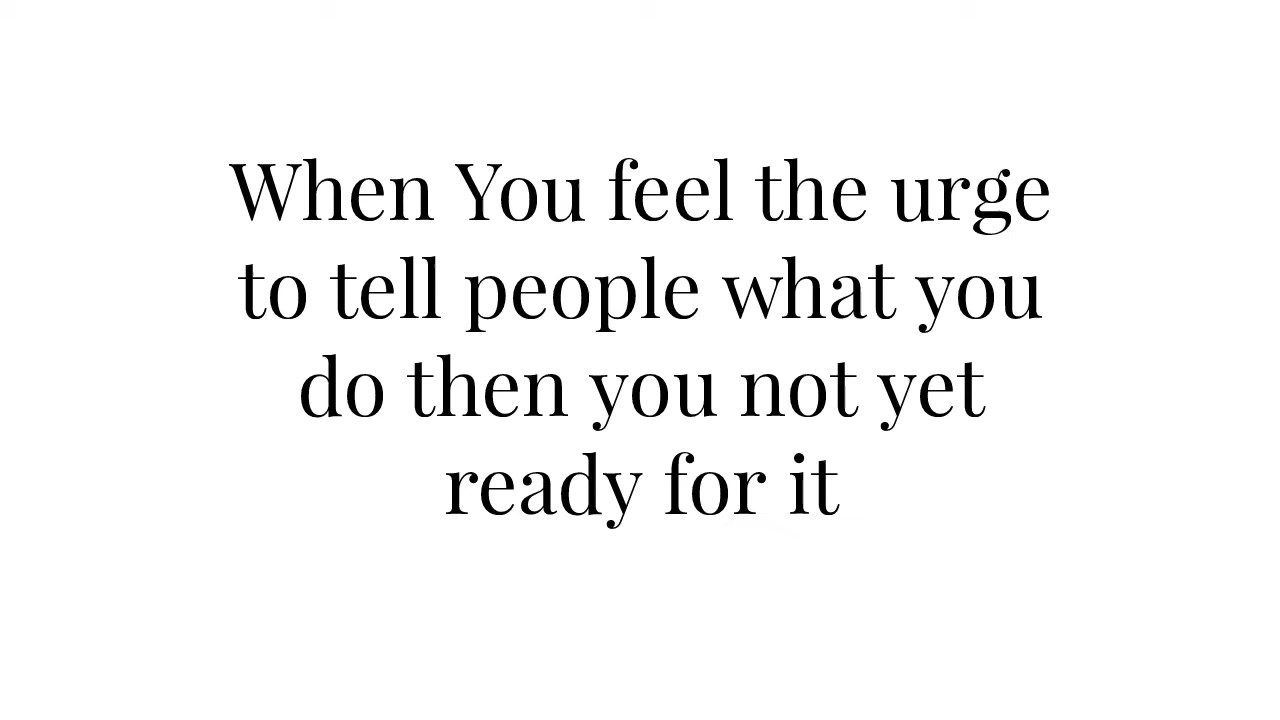 When You feel the urge
to tell people what you
do then you not yet
ready for it